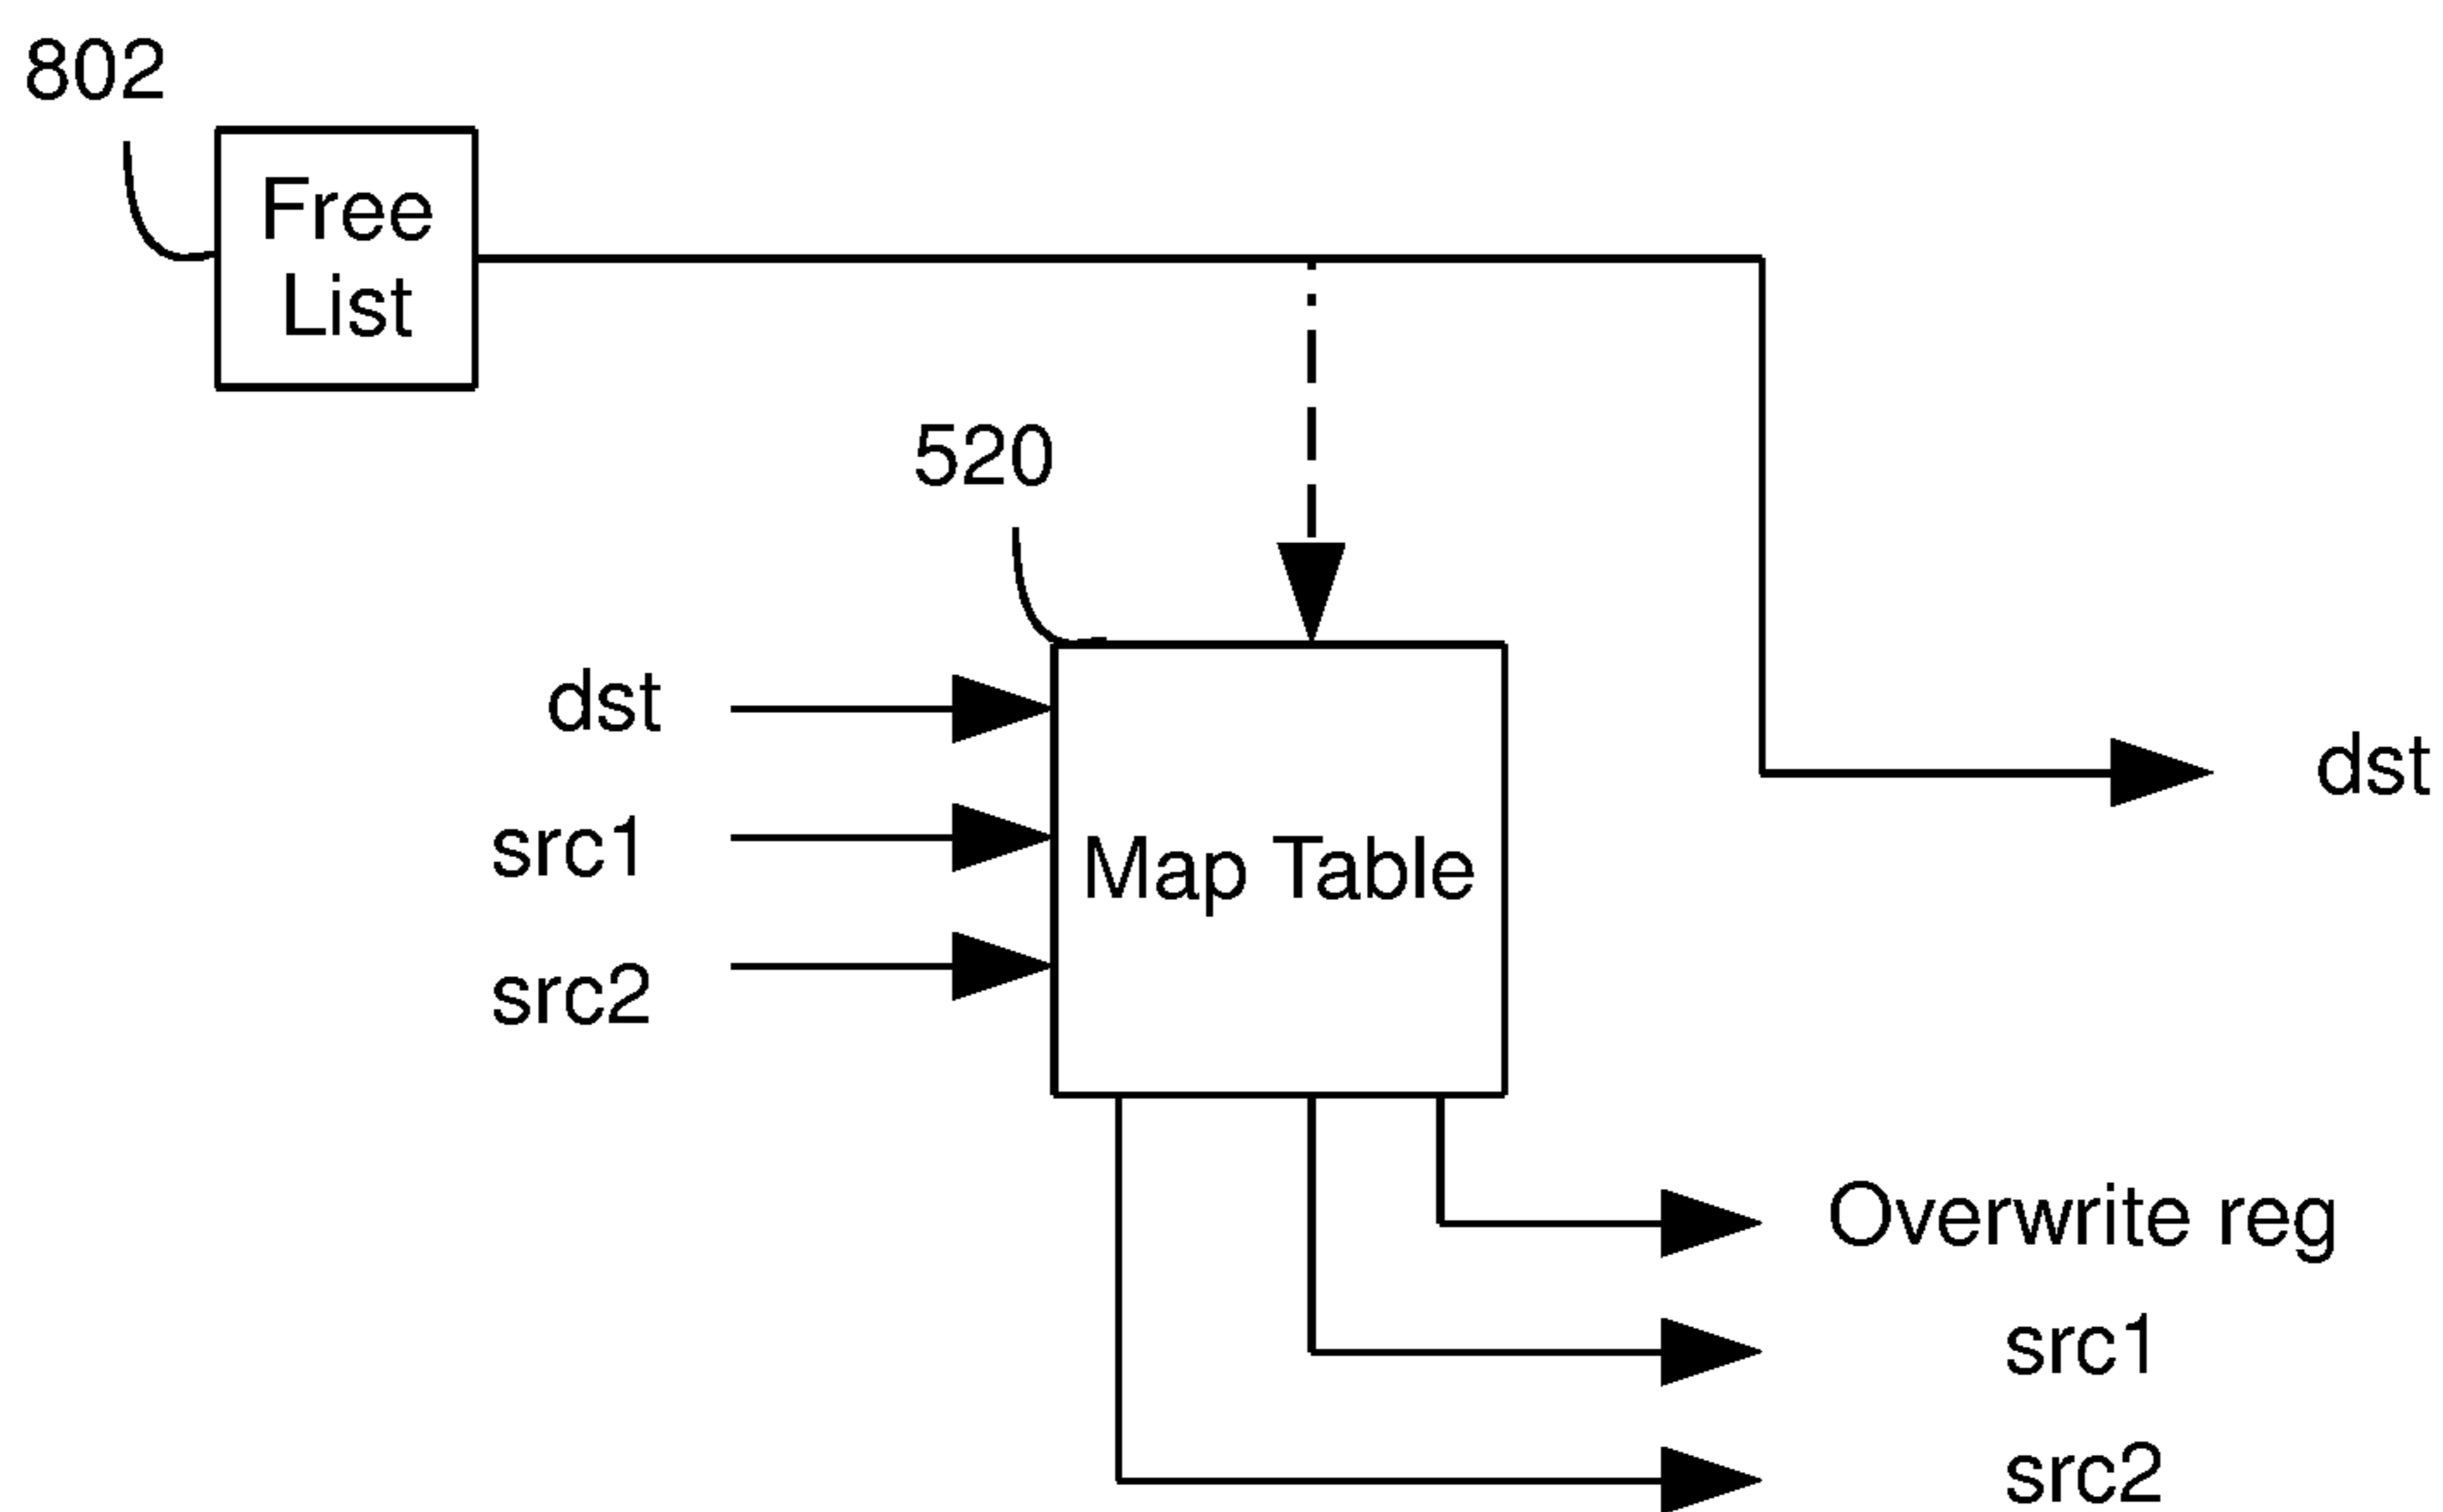 802
Free
List
520
dst
src1
src2
Map Table
dst
Overwrite reg
src1
src2